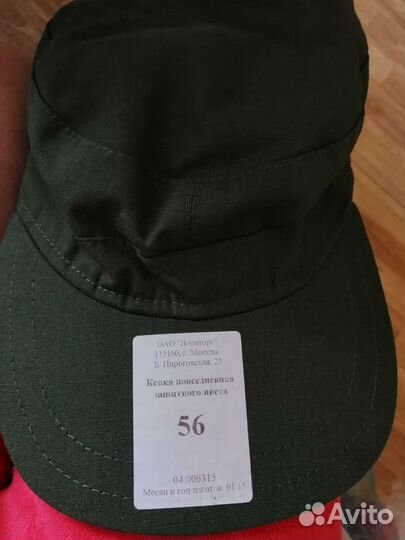 ОАО "Военторг"
119160, г. Москва,
Б. Пироговская, 23
Кепка повседневная
защитного цвета
56
04.006315
Месяц и год изготов. 01.15
Avito